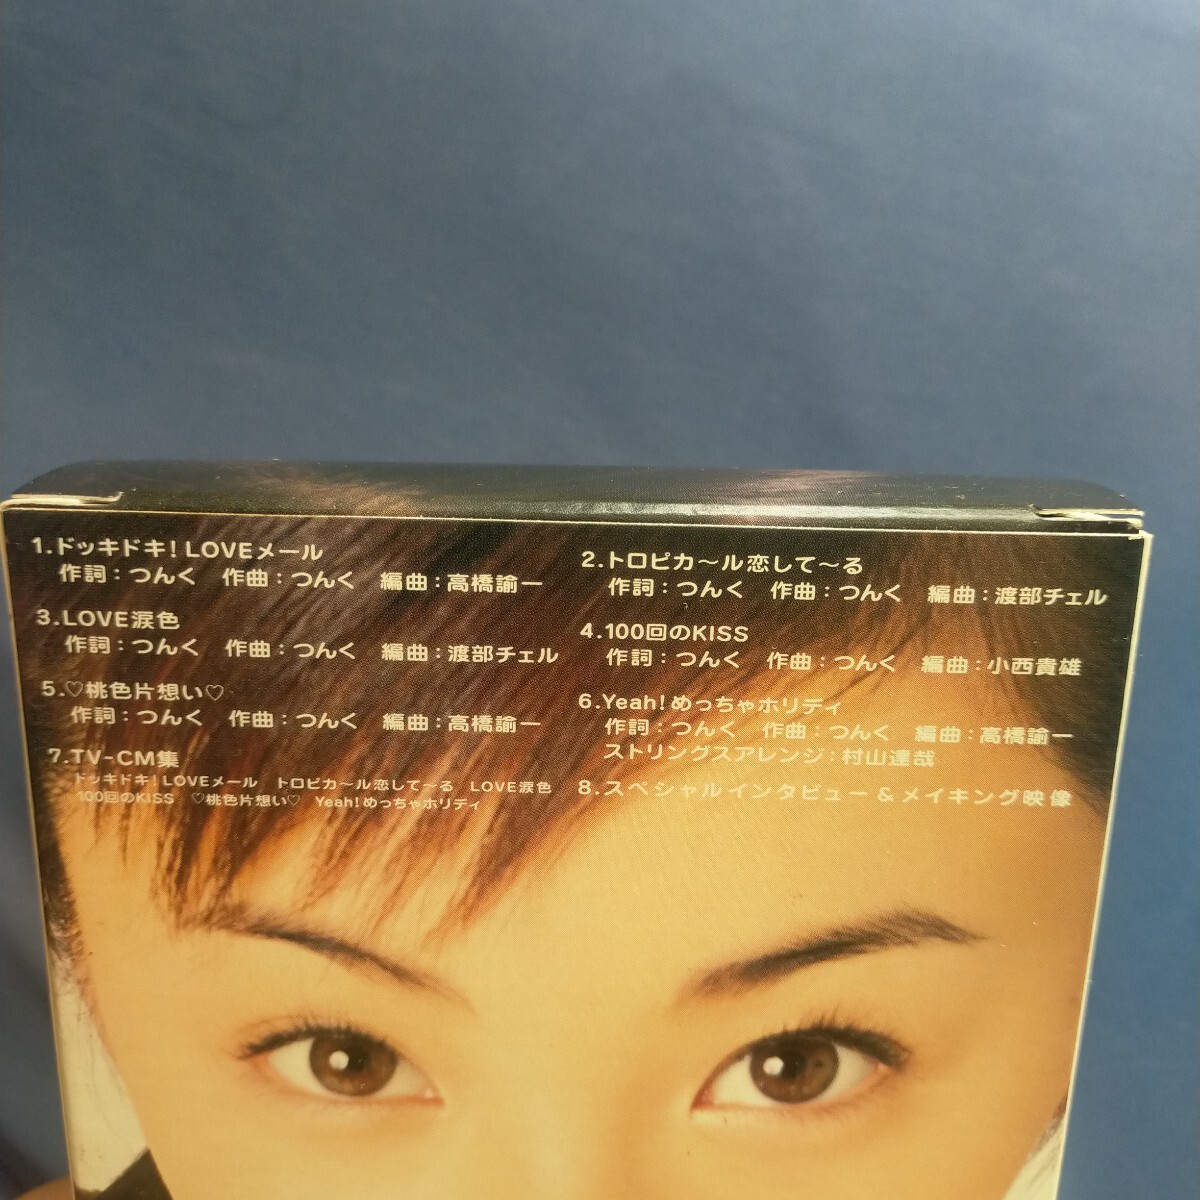 1.ドッキドキ!LOVEメール
作詞:つんく 作曲:つんく 編曲:高橋諭一
2.トロピカ〜ル恋して〜る
作詞:つんく 作曲:つんく 編曲:渡部チェル
3.LOVE涙色
作詞:つんく 作曲:つんく 編曲:渡部チェル
4.100回のKISS
作詞:つんく 作曲:つんく 編曲:小西貴雄
5.♡桃色片想い♡
作詞:つんく 作曲:つんく 編曲:高橋諭一
6.Yeah!めっちゃホリディ
作詞:つんく 作曲:つんく 編曲:高橋諭一
ストリングスアレンジ:村山達哉
7.TV-CM集
ドッキドキ!LOVEメール トロピカ〜ル恋して〜る LOVE涙色
100回のKISS ♡桃色片想い♡ Yeah!めっちゃホリディ
8.スペシャルインタビュー&メイキング映像